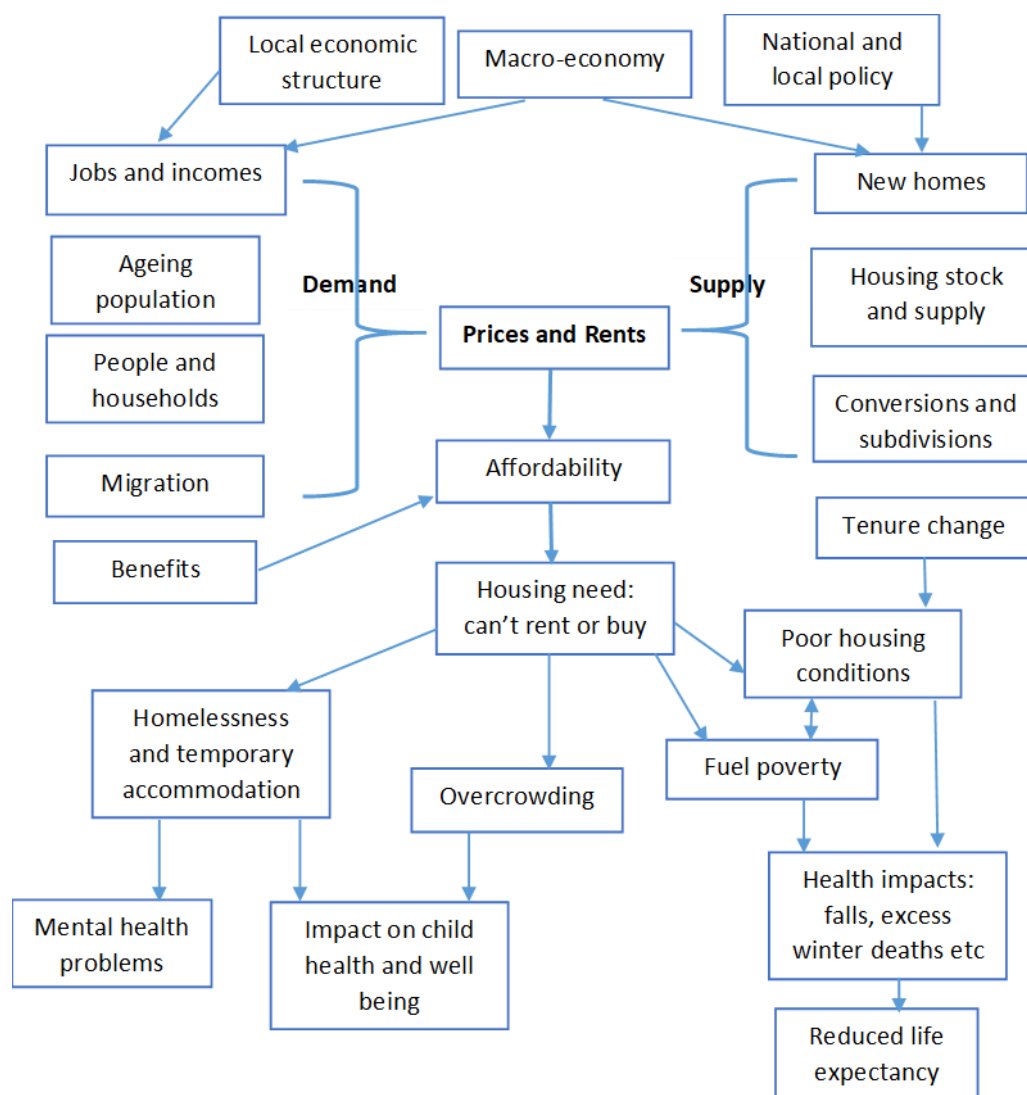 Local economic
structure
Macro-economy
National and
local policy
Jobs and incomes
New homes
Ageing
population
Demand
Supply
Housing stock
and supply
Prices and Rents
People and
households
Conversions and
subdivisions
Migration
Affordability
Tenure change
Benefits
Housing need:
can’t rent or buy
Poor housing
conditions
Homelessness
and temporary
accommodation
Fuel poverty
Overcrowding
Mental health
problems
Impact on child
health and well
being
Health impacts:
falls, excess
winter deaths etc
Reduced life
expectancy